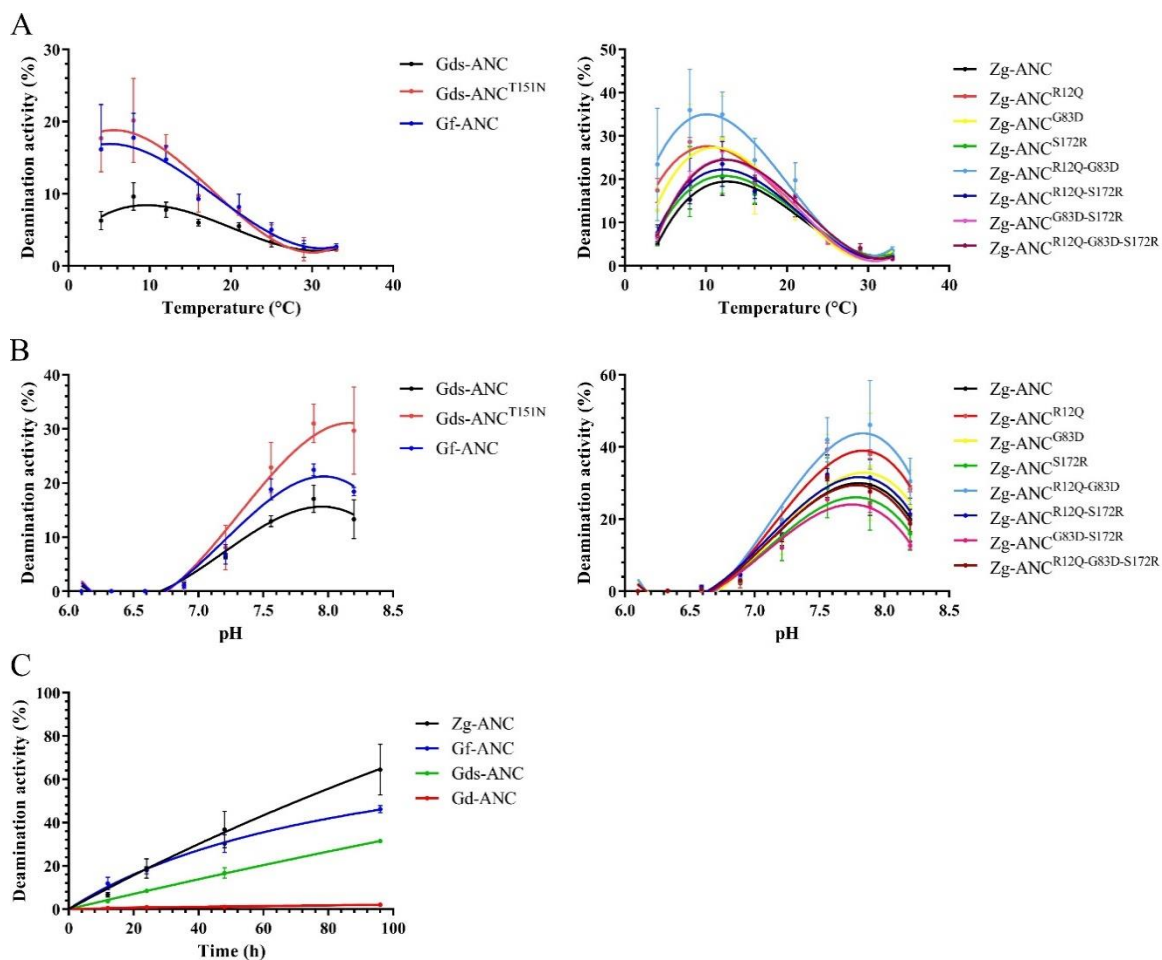 A
Deamination activity (%)
30
20
10
0
0
10
20
30
40
Temperature (°C)
Gds-ANC
Gds-ANC^T151N
Gf-ANC
Deamination activity (%)
50
40
30
20
10
0
0
10
20
30
40
Temperature (°C)
Zg-ANC
Zg-ANC^R12Q
Zg-ANC^G83D
Zg-ANC^S172R
Zg-ANC^R12Q-G83D
Zg-ANC^R12Q-S172R
Zg-ANC^G83D-S172R
Zg-ANC^R12Q-G83D-S172R
B
Deamination activity (%)
40
30
20
10
0
6.0
6.5
7.0
7.5
8.0
8.5
pH
Gds-ANC
Gds-ANC^T151N
Gf-ANC
Deamination activity (%)
60
40
20
0
6.0
6.5
7.0
7.5
8.0
8.5
pH
Zg-ANC
Zg-ANC^R12Q
Zg-ANC^G83D
Zg-ANC^S172R
Zg-ANC^R12Q-G83D
Zg-ANC^R12Q-S172R
Zg-ANC^G83D-S172R
Zg-ANC^R12Q-G83D-S172R
C
Deamination activity (%)
100
80
60
40
20
0
0
20
40
60
80
100
Time (h)
Zg-ANC
Gf-ANC
Gds-ANC
Gd-ANC